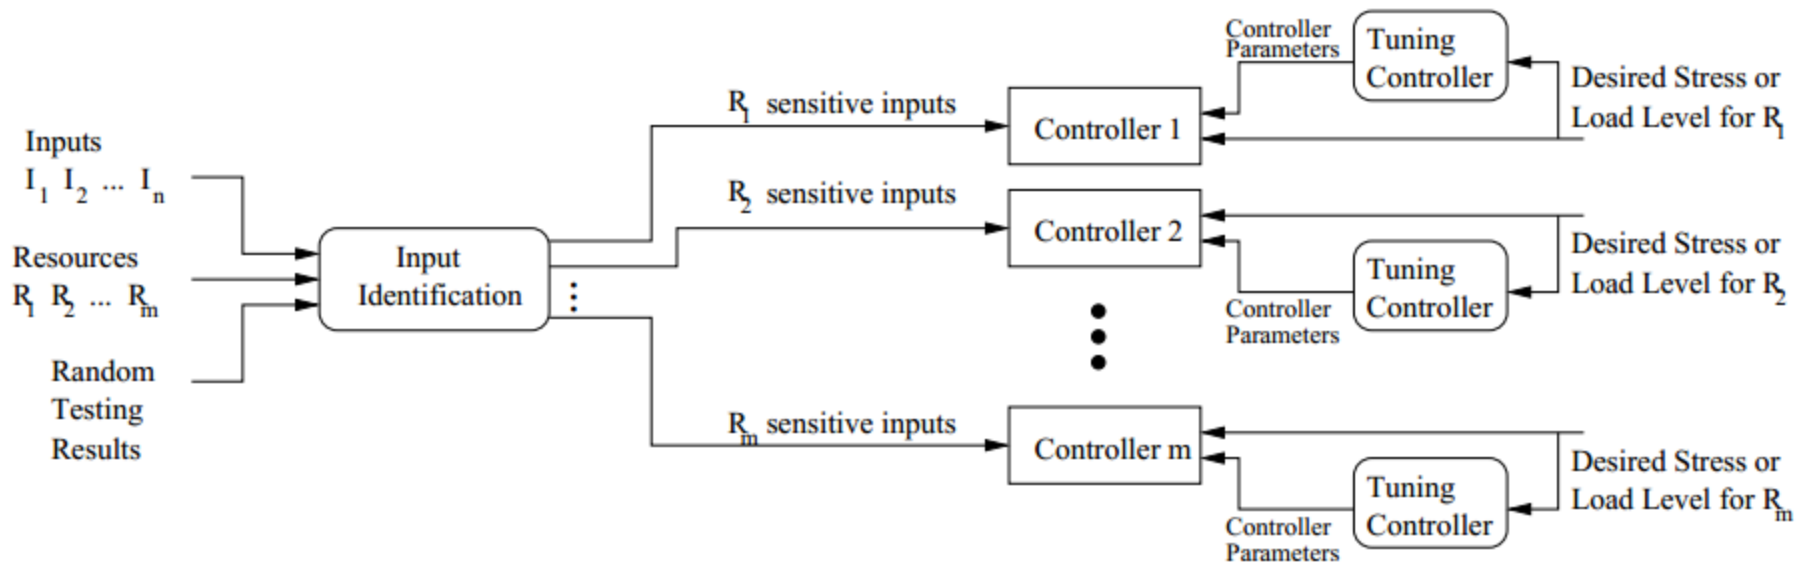 Inputs
I1 I2 ... In
Resources
R1 R2 ... Rm
Random
Testing
Results
Input
Identification
R1 sensitive inputs
R2 sensitive inputs
Rm sensitive inputs
Controller 1
Controller 2
Controller m
Controller
Parameters
Tuning
Controller
Desired Stress or
Load Level for R1
Controller
Parameters
Tuning
Controller
Desired Stress or
Load Level for R2
Controller
Parameters
Tuning
Controller
Desired Stress or
Load Level for Rm